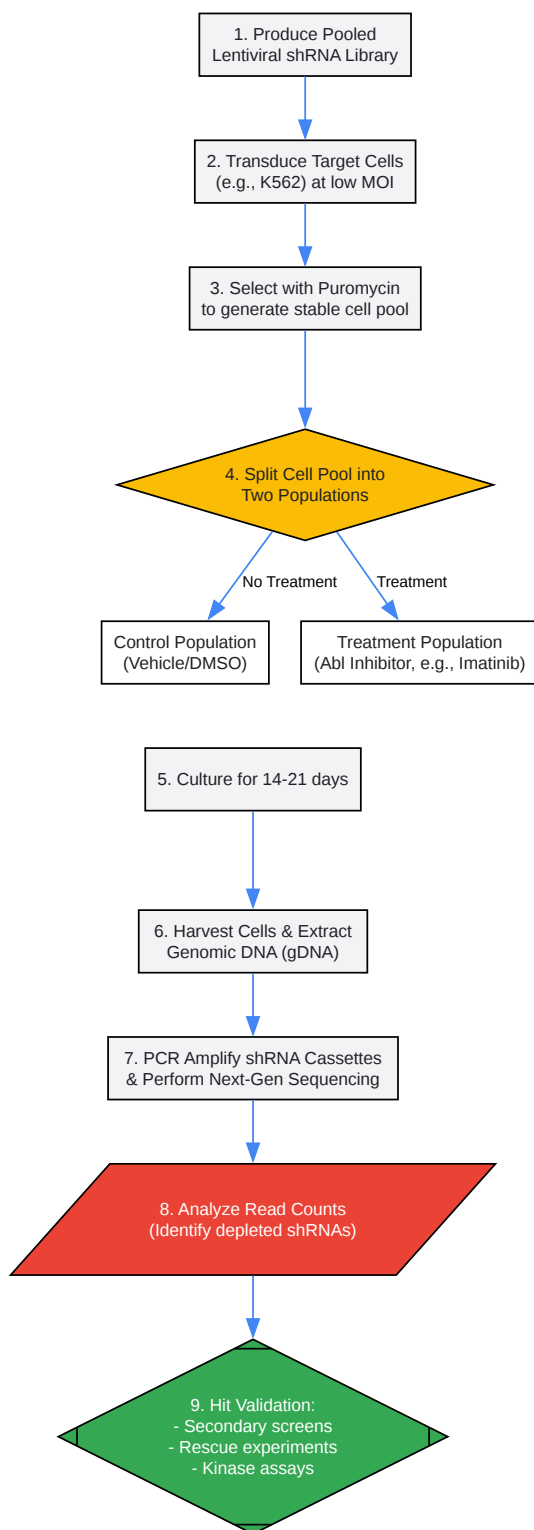 1. Produce Pooled
Lentiviral shRNA Library
2. Transduce Target Cells
(e.g., K562) at low MOI
3. Select with Puromycin
to generate stable cell pool
4. Split Cell Pool into
Two Populations
No Treatment
Treatment
Control Population
(Vehicle/DMSO)
Treatment Population
(Abl Inhibitor, e.g., Imatinib)
5. Culture for 14-21 days
6. Harvest Cells & Extract
Genomic DNA (gDNA)
7. PCR Amplify shRNA Cassettes
& Perform Next-Gen Sequencing
8. Analyze Read Counts
(Identify depleted shRNAs)
9. Hit Validation:
- Secondary screens
- Rescue experiments
- Kinase assays